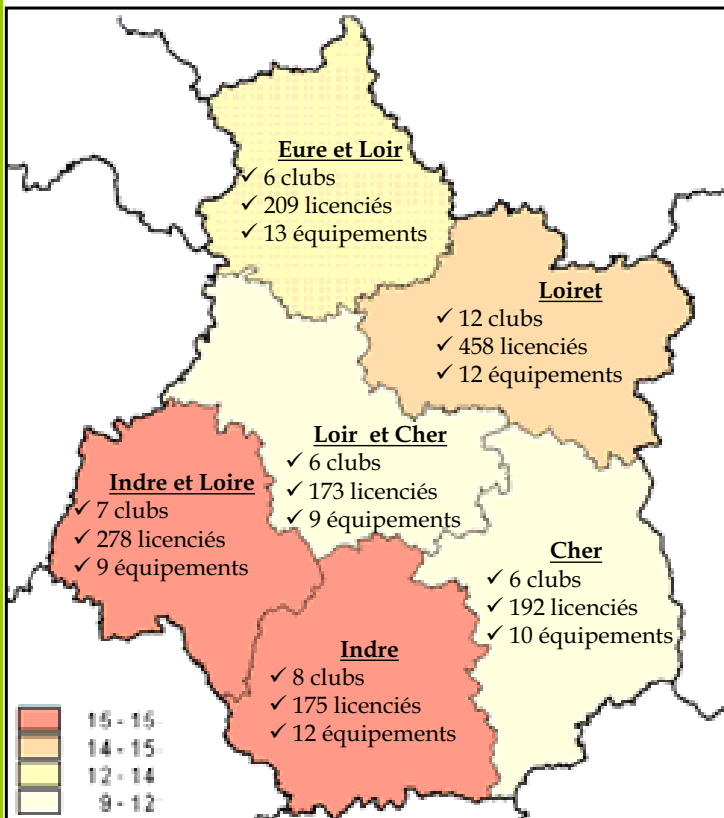 Eure et Loir
✓ 6 clubs
✓ 209 licenciés
✓ 13 équipements
Loiret
✓ 12 clubs
✓ 458 licenciés
✓ 12 équipements
Loir et Cher
✓ 6 clubs
✓ 173 licenciés
✓ 9 équipements
Indre et Loire
✓ 7 clubs
✓ 278 licenciés
✓ 9 équipements
Cher
✓ 6 clubs
✓ 192 licenciés
✓ 10 équipements
Indre
✓ 8 clubs
✓ 175 licenciés
✓ 12 équipements
14 - 15
12 - 14
9 - 12